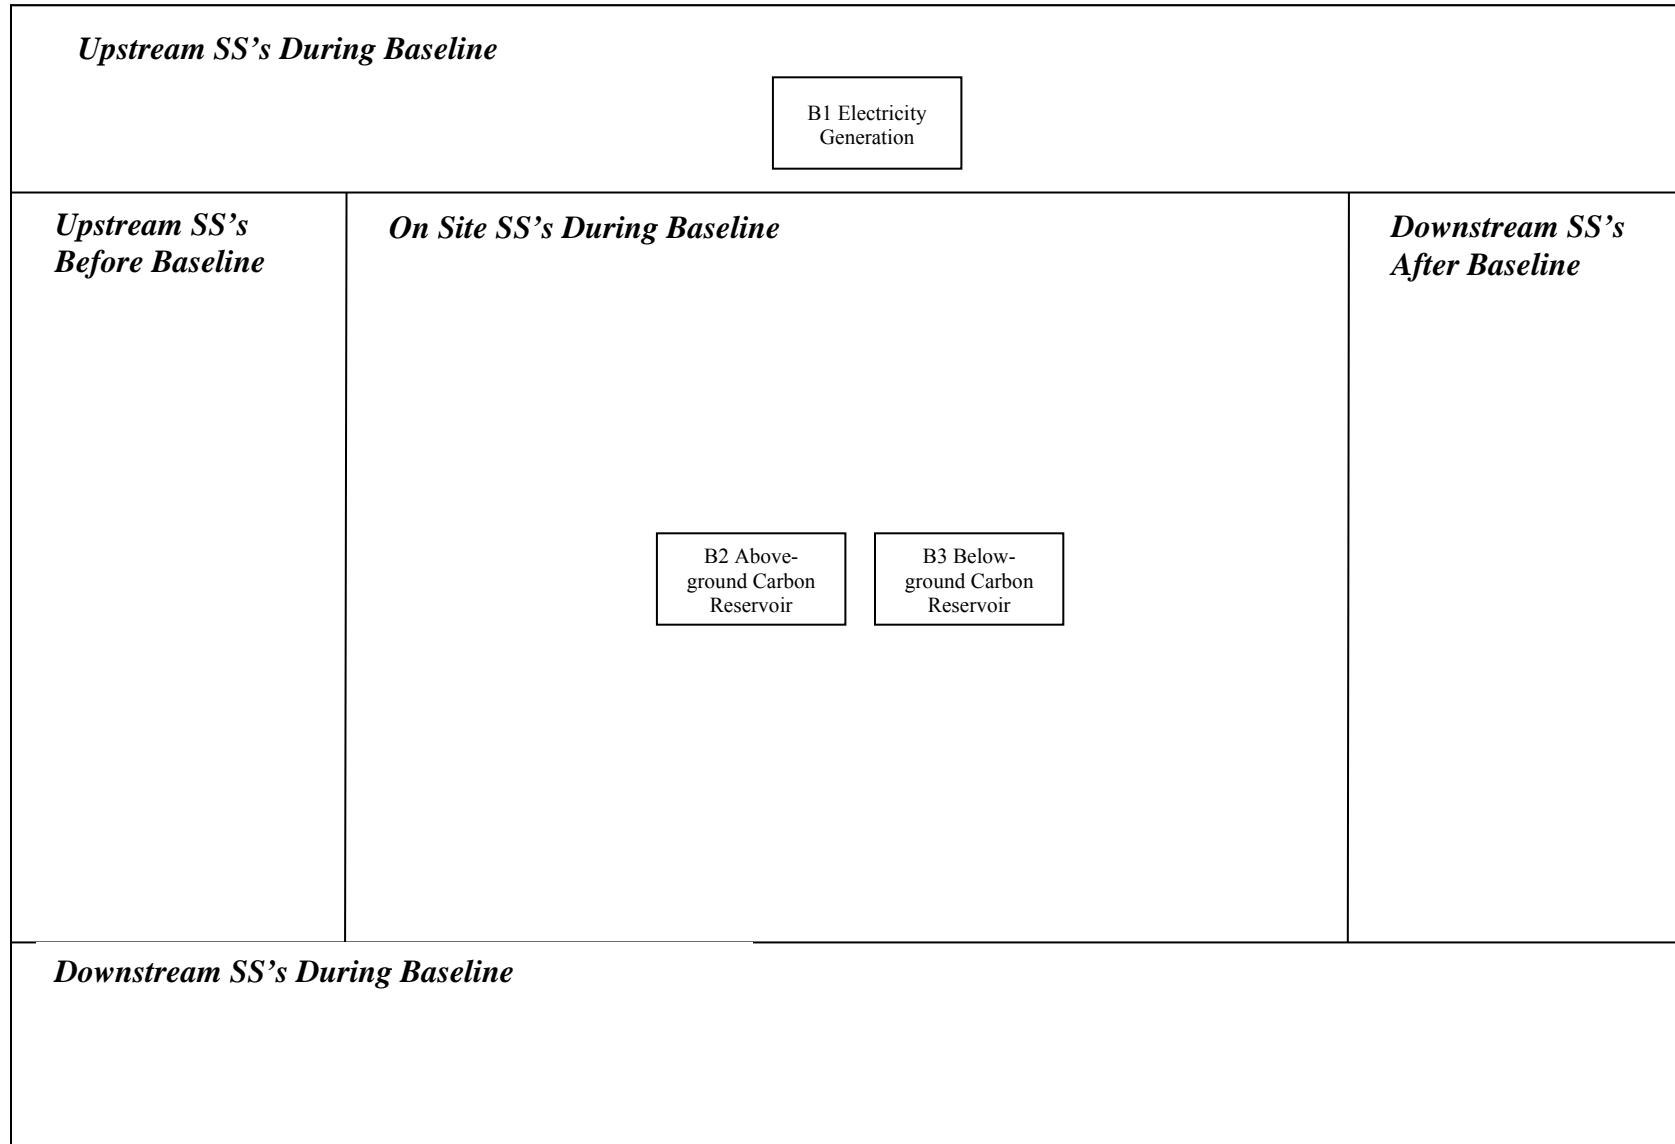 Upstream SS’s During Baseline
B1 Electricity
Generation
Upstream SS’s
Before Baseline
On Site SS’s During Baseline
Downstream SS’s
After Baseline
B2 Above-
ground Carbon
Reservoir
B3 Below-
ground Carbon
Reservoir
Downstream SS’s During Baseline